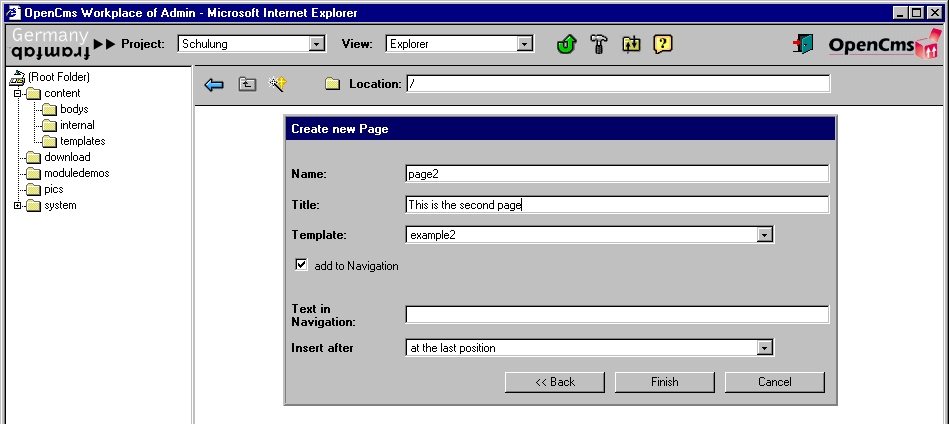 OpenCms Workplace of Admin - Microsoft Internet Explorer
Germany
framfab
Project: Schulung View: Explorer
OpenCms
(Root Folder)
content
bodys
internal
templates
download
moduledemos
pics
system
Location: /
Create new Page
Name: page2
Title: This is the second page
Template: example2
add to Navigation
Text in
Navigation:
Insert after at the last position
<< Back Finish Cancel